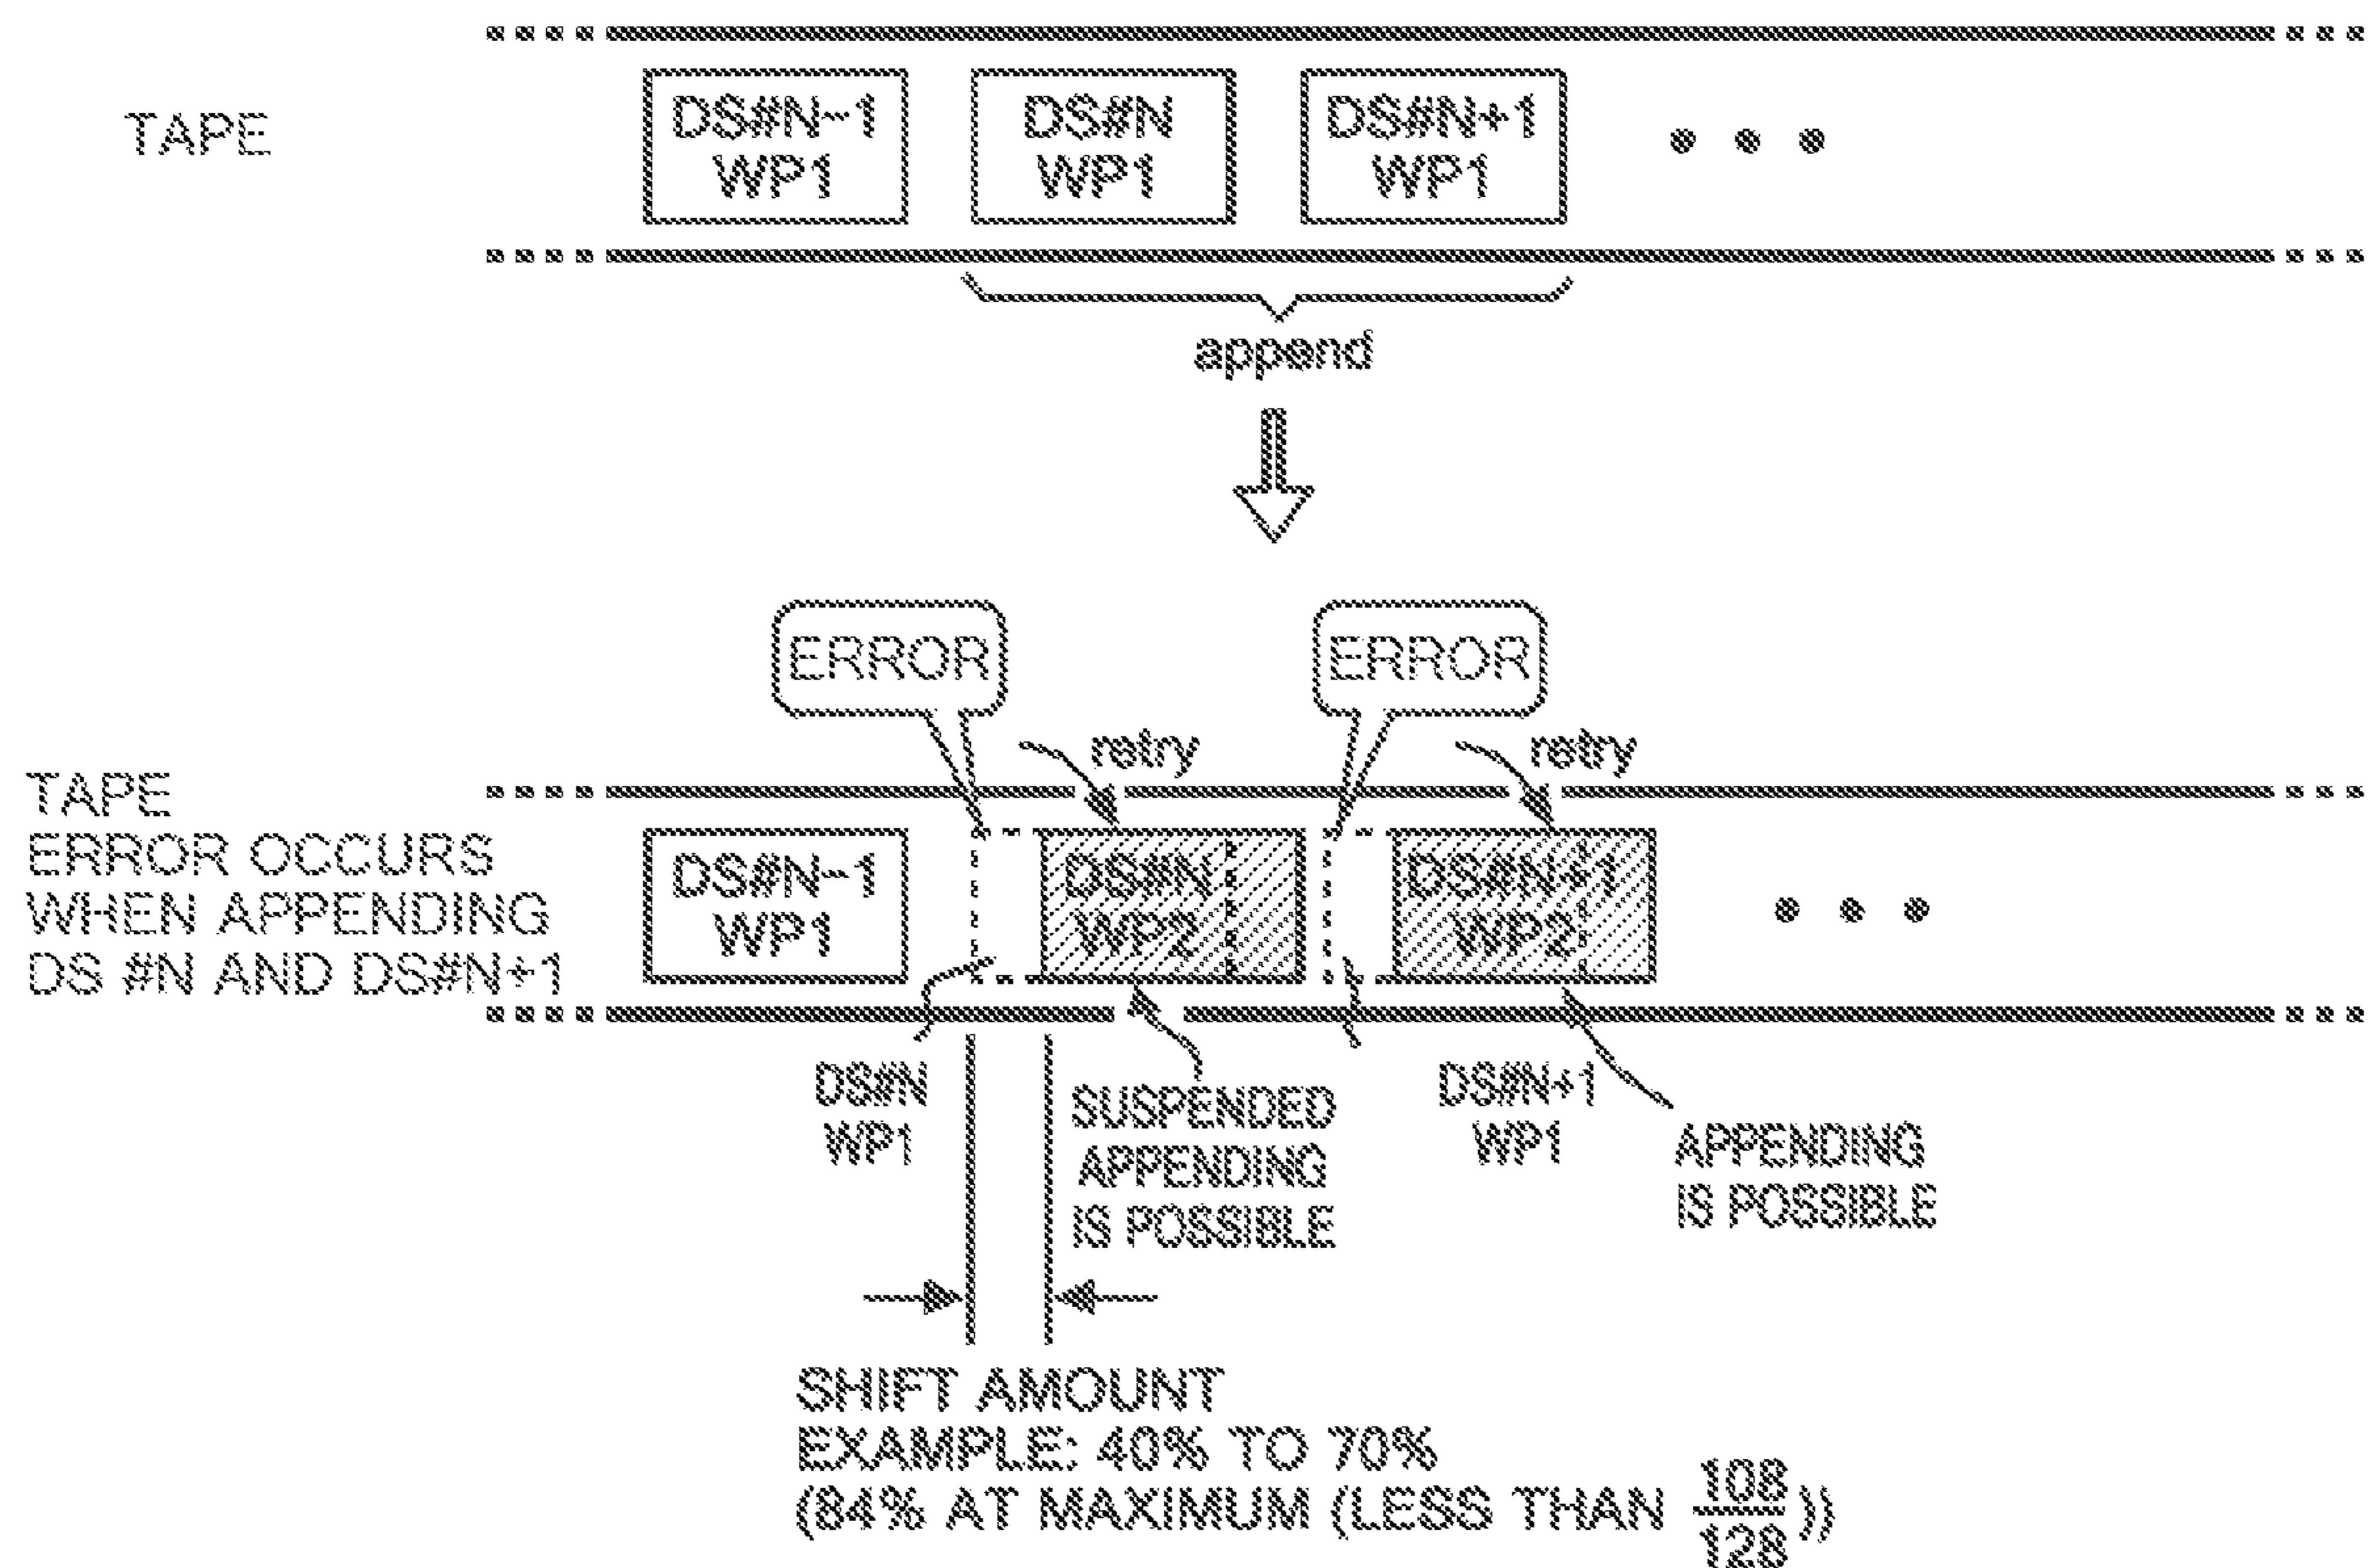 TAPE
DS#N-1
WP1
DS#N
WP1
DS#N+1
WP1
append
ERROR
ERROR
retry
retry
TAPE
ERROR OCCURS
WHEN APPENDING
DS #N AND DS#N+1
DS#N-1
WP1
DS#N
WP2
DS#N+1
WP2
DS#N
WP1
SUSPENDED
APPENDING
IS POSSIBLE
DS#N+1
WP1
APPENDING
IS POSSIBLE
SHIFT AMOUNT
EXAMPLE: 40% TO 70%
(84% AT MAXIMUM (LESS THAN 108/128))